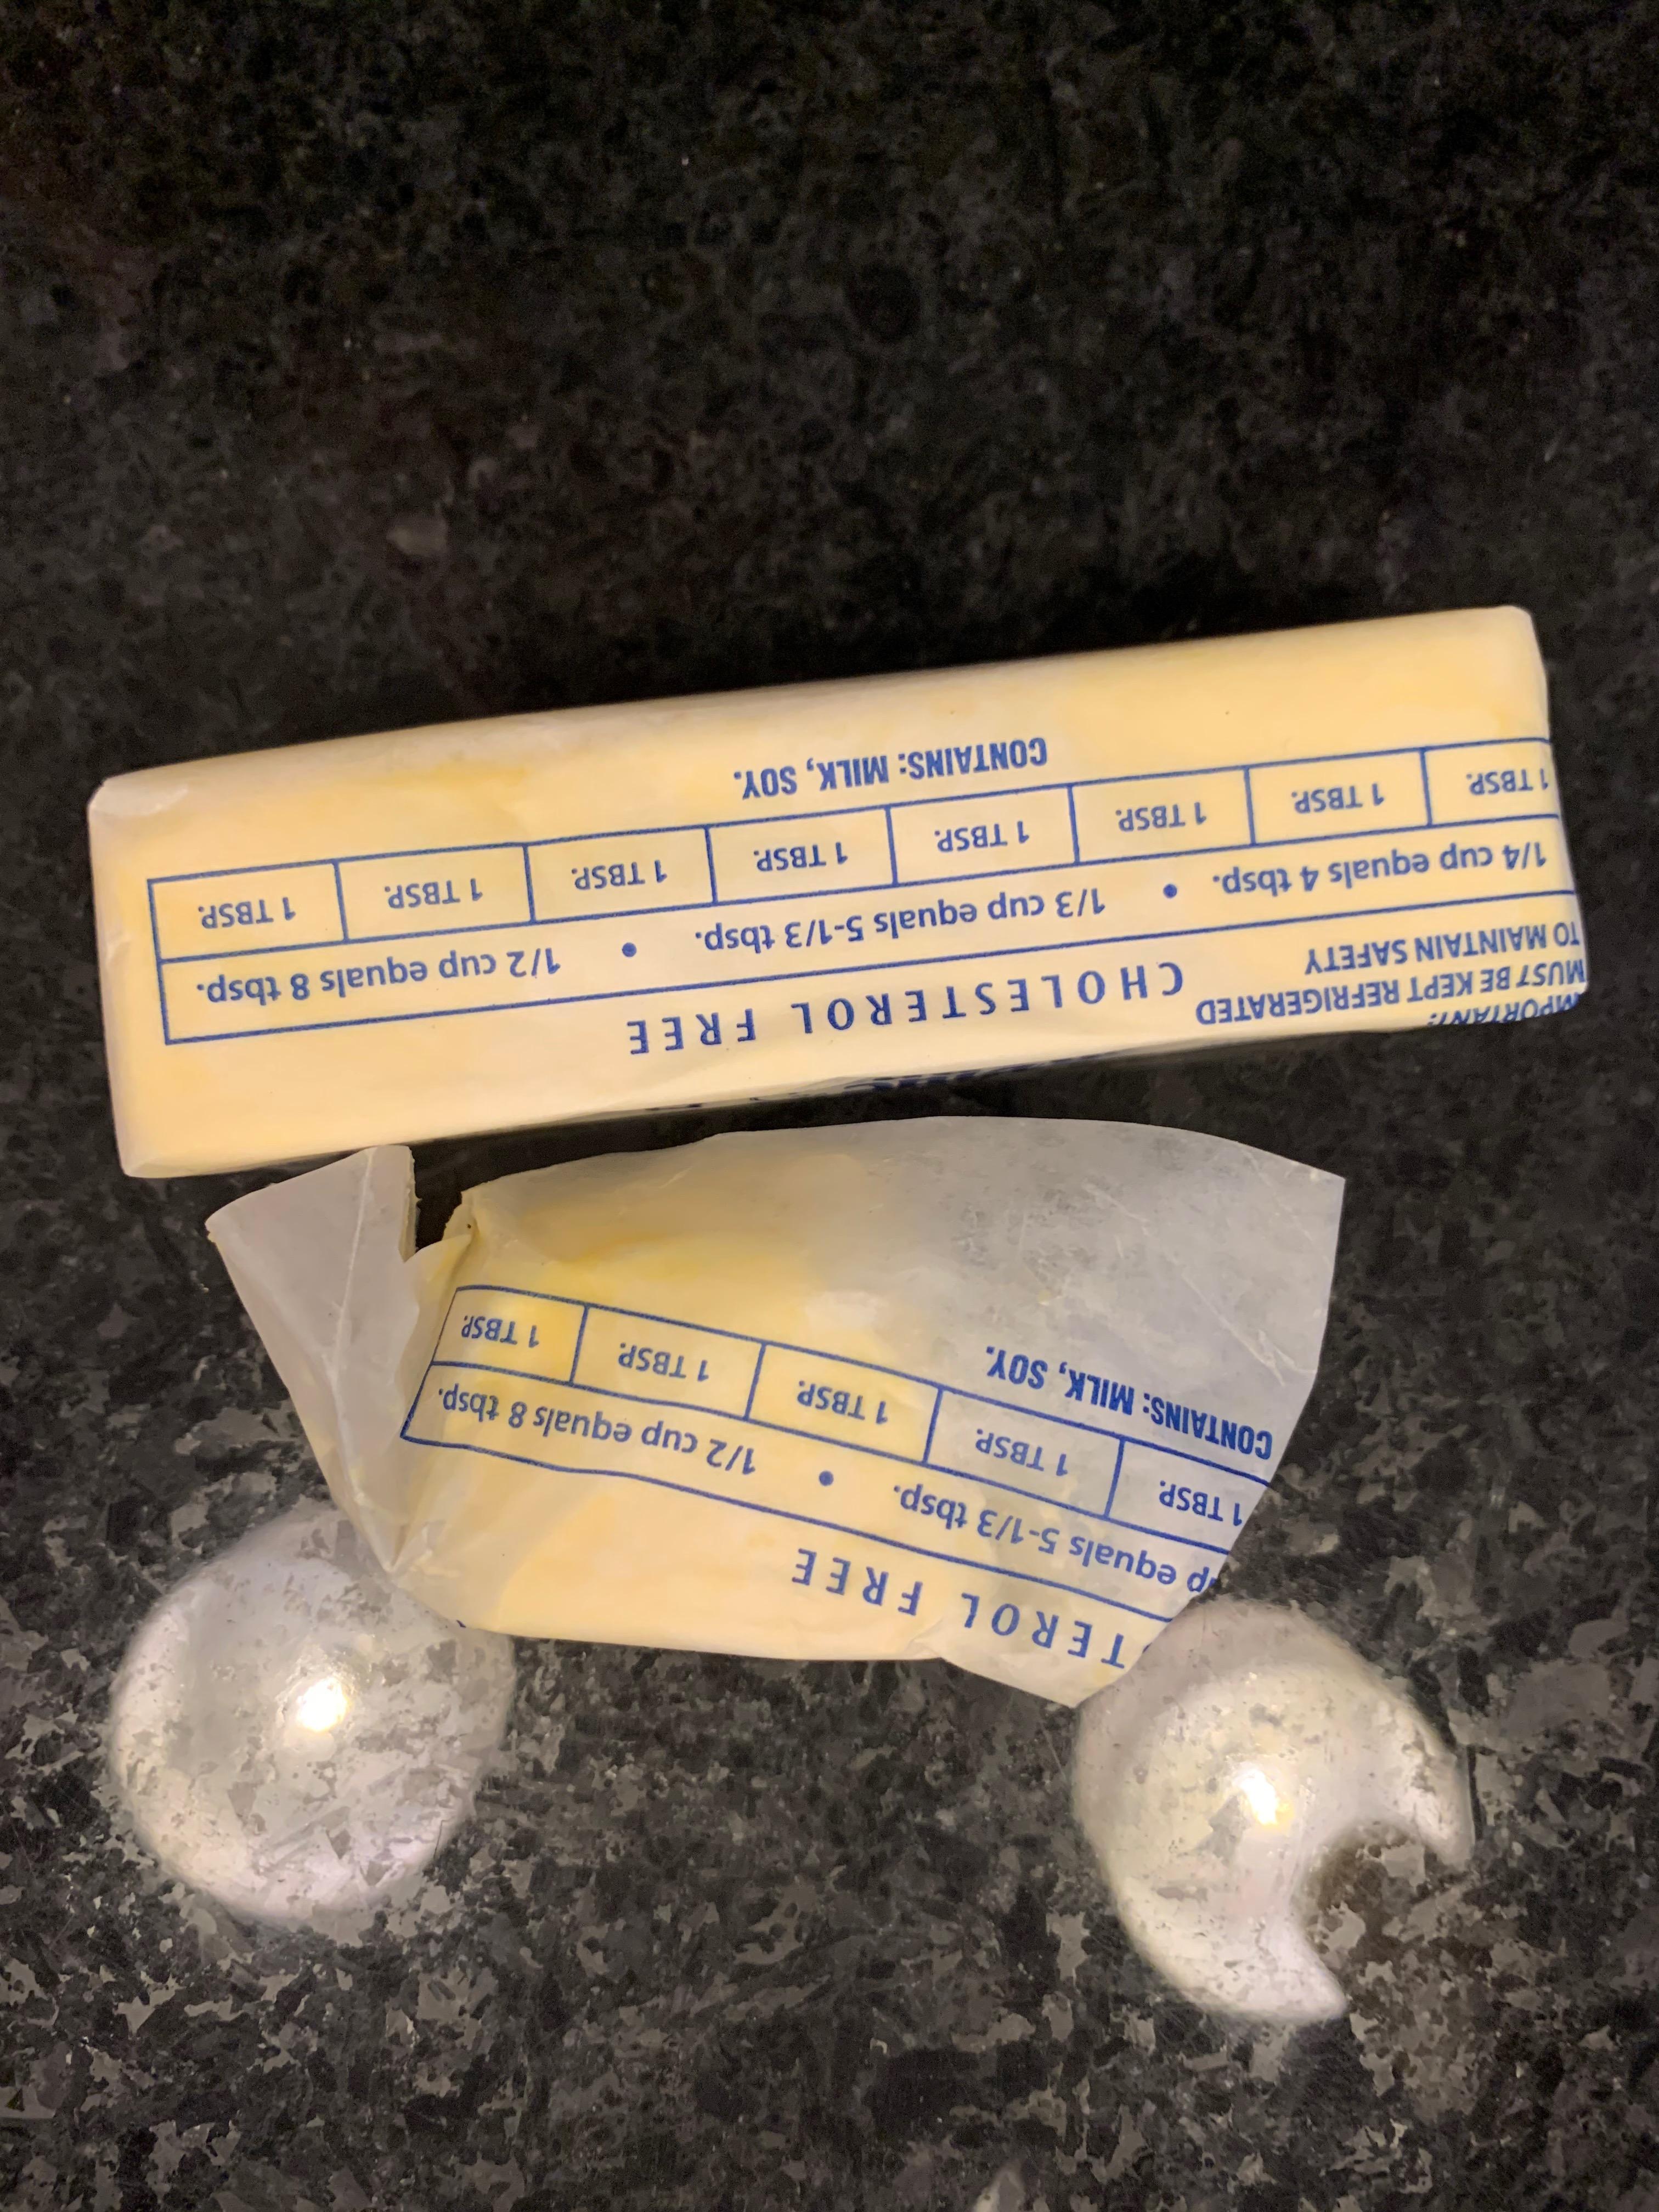 TEROL FREE
p equals 5-1/3 tbsp. • 1/2 cup equals 8 tbsp.
1 TBSP. 1 TBSP. 1 TBSP. 1 TBSP. 1 TBSP.
CONTAINS: MILK, SOY.
MPORTANT:
MUST BE KEPT REFRIGERATED
TO MAINTAIN SAFETY
CHOLESTEROL FREE
1/4 cup equals 4 tbsp. • 1/3 cup equals 5-1/3 tbsp. • 1/2 cup equals 8 tbsp.
1 TBSP. 1 TBSP. 1 TBSP. 1 TBSP. 1 TBSP. 1 TBSP. 1 TBSP. 1 TBSP.
CONTAINS: MILK, SOY.